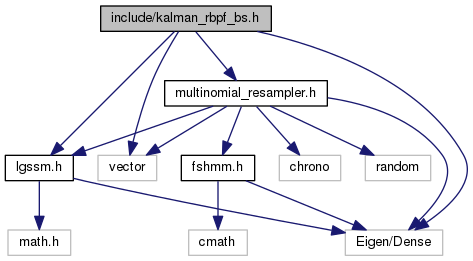 include/kalman_rbpf_bs.h
multinomial_resampler.h
lgssm.h
vector
fshmm.h
chrono
random
math.h
cmath
Eigen/Dense